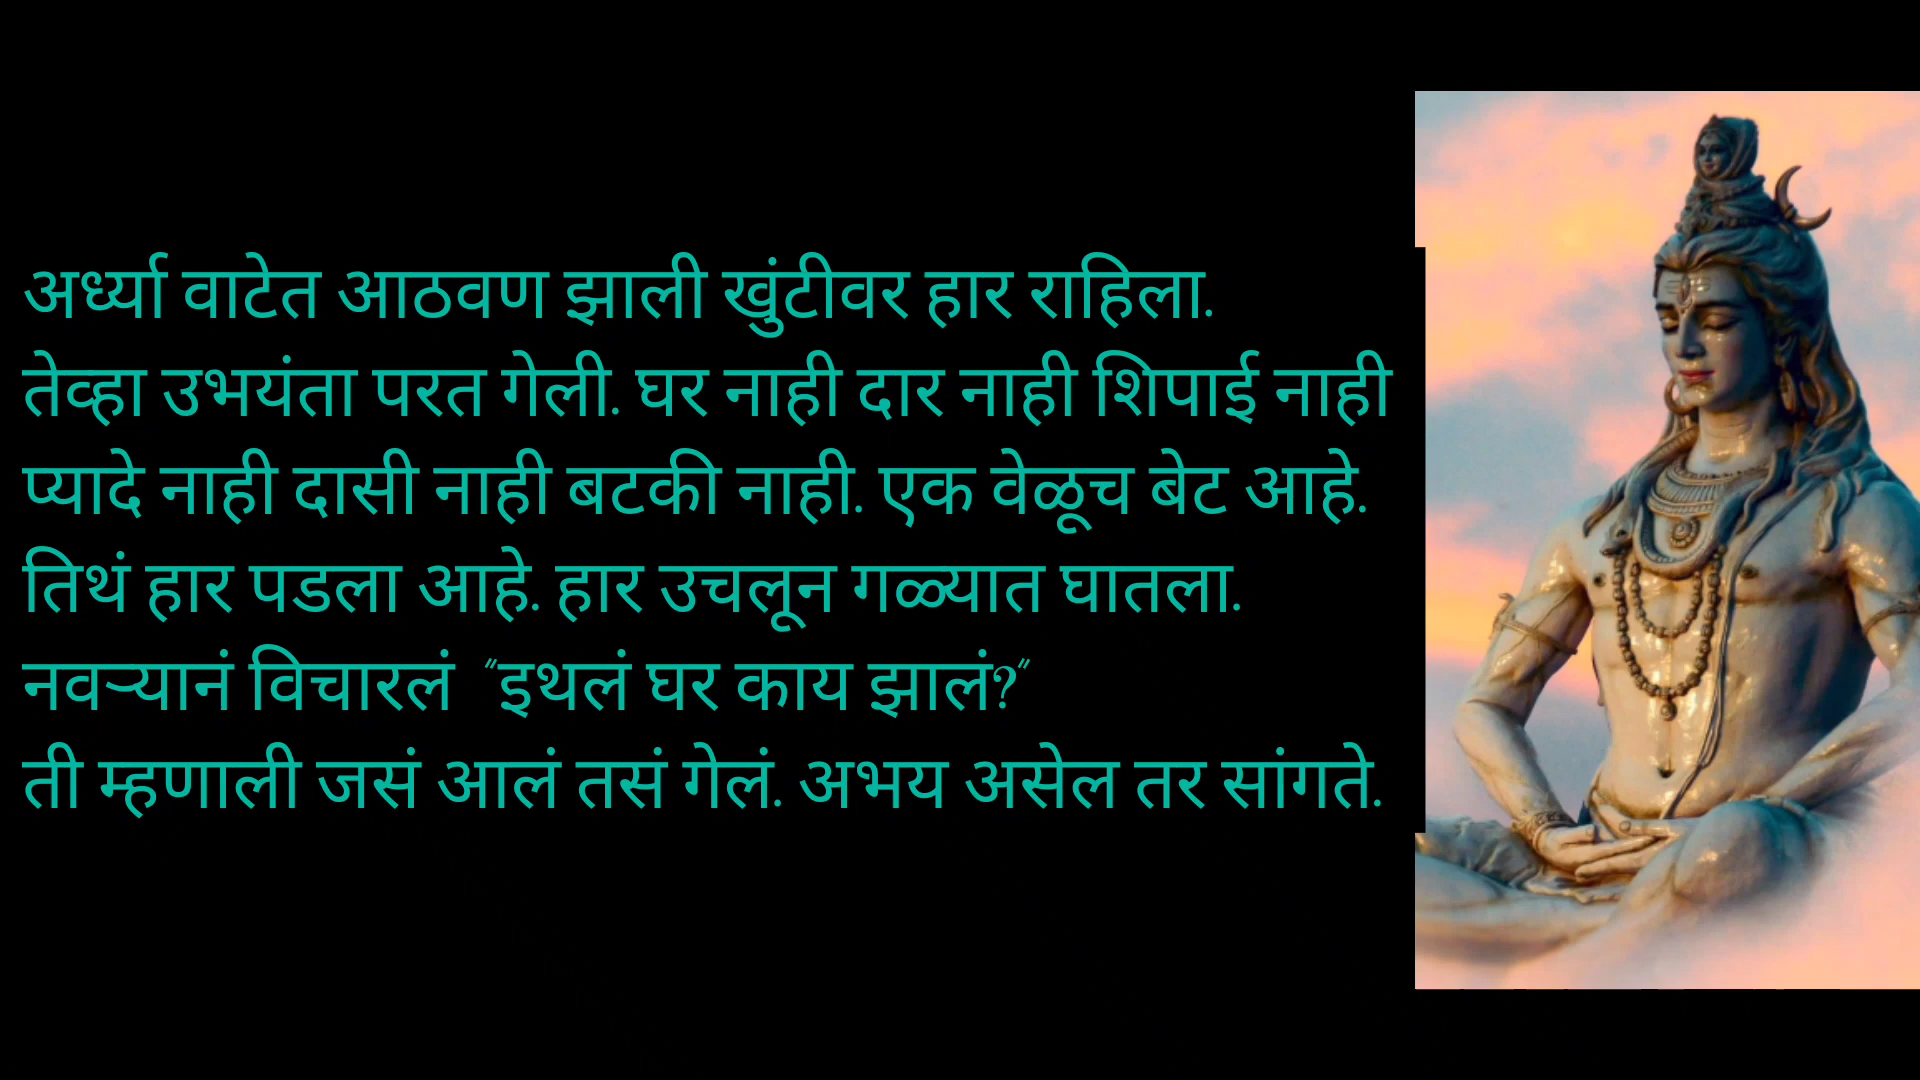 अर्ध्या वाटेत आठवण झाली खुंटीवर हार राहिला.
तेव्हा उभयंता परत गेली. घर नाही दार नाही शिपाई नाही
प्यादे नाही दासी नाही बटकी नाही. एक वेळूच बेट आहे.
तिथं हार पडला आहे. हार उचलून गळ्यात घातला.
नवऱ्यानं विचारलं "इथलं घर काय झालं?"
ती म्हणाली जसं आलं तसं गेलं. अभय असेल तर सांगते.